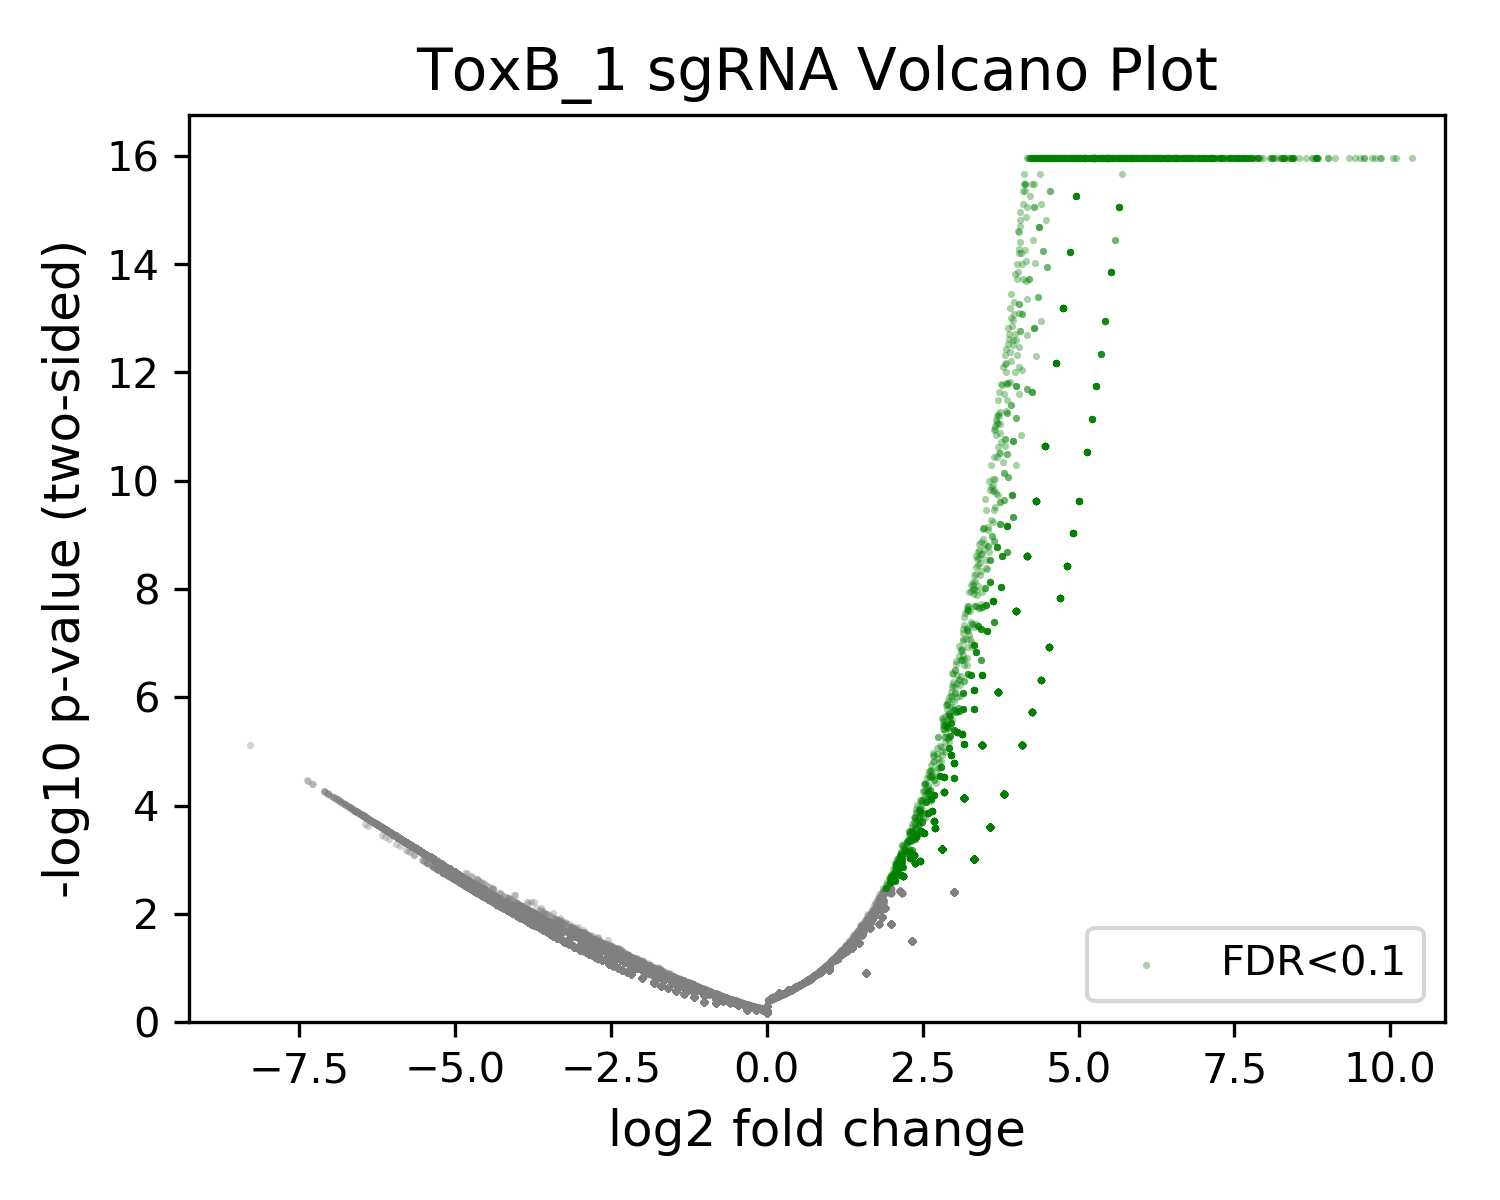 ToxB_1 sgRNA Volcano Plot
16
14
12
10
8
6
4
2
0
-log10 p-value (two-sided)
FDR<0.1
−7.5 −5.0 −2.5 0.0 2.5 5.0 7.5 10.0
log2 fold change